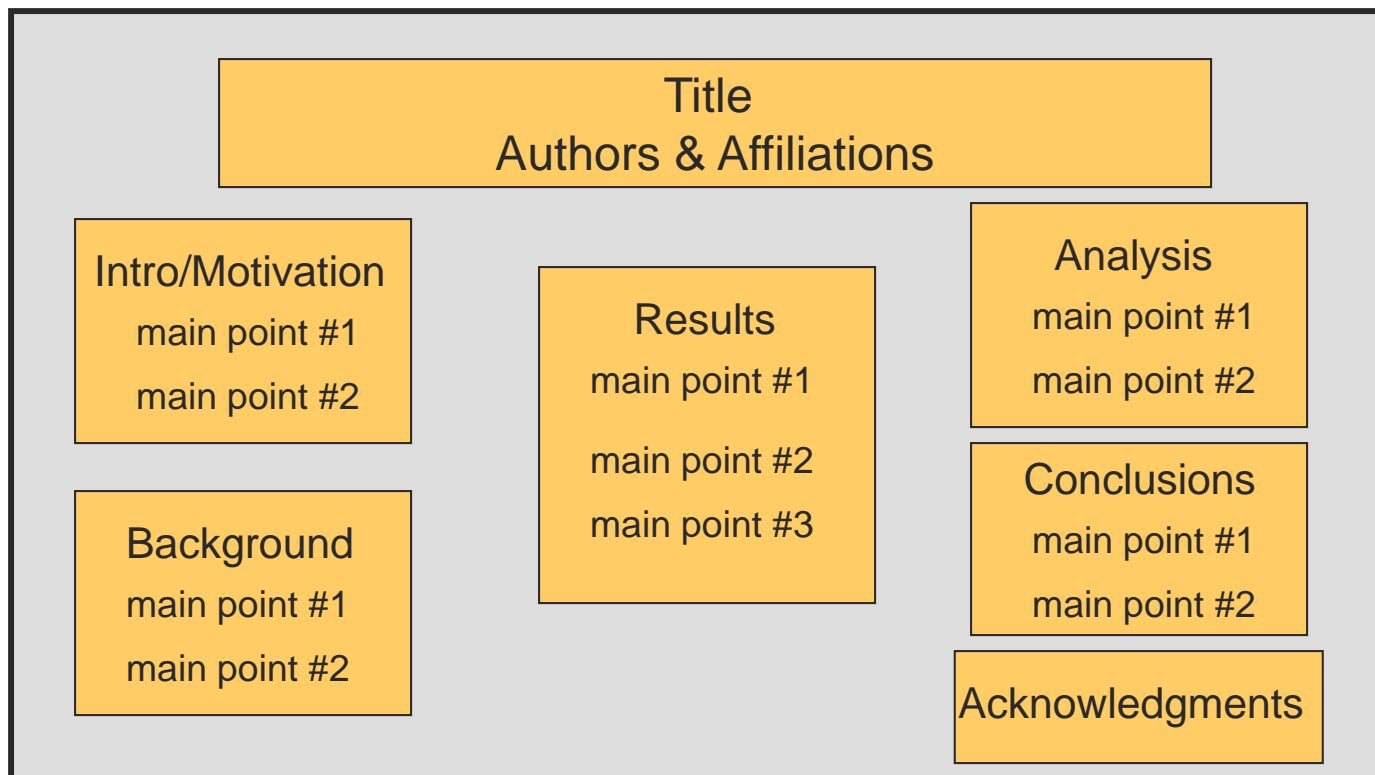 Title
Authors & Affiliations
Intro/Motivation
main point #1
main point #2
Background
main point #1
main point #2
Results
main point #1
main point #2
main point #3
Analysis
main point #1
main point #2
Conclusions
main point #1
main point #2
Acknowledgments